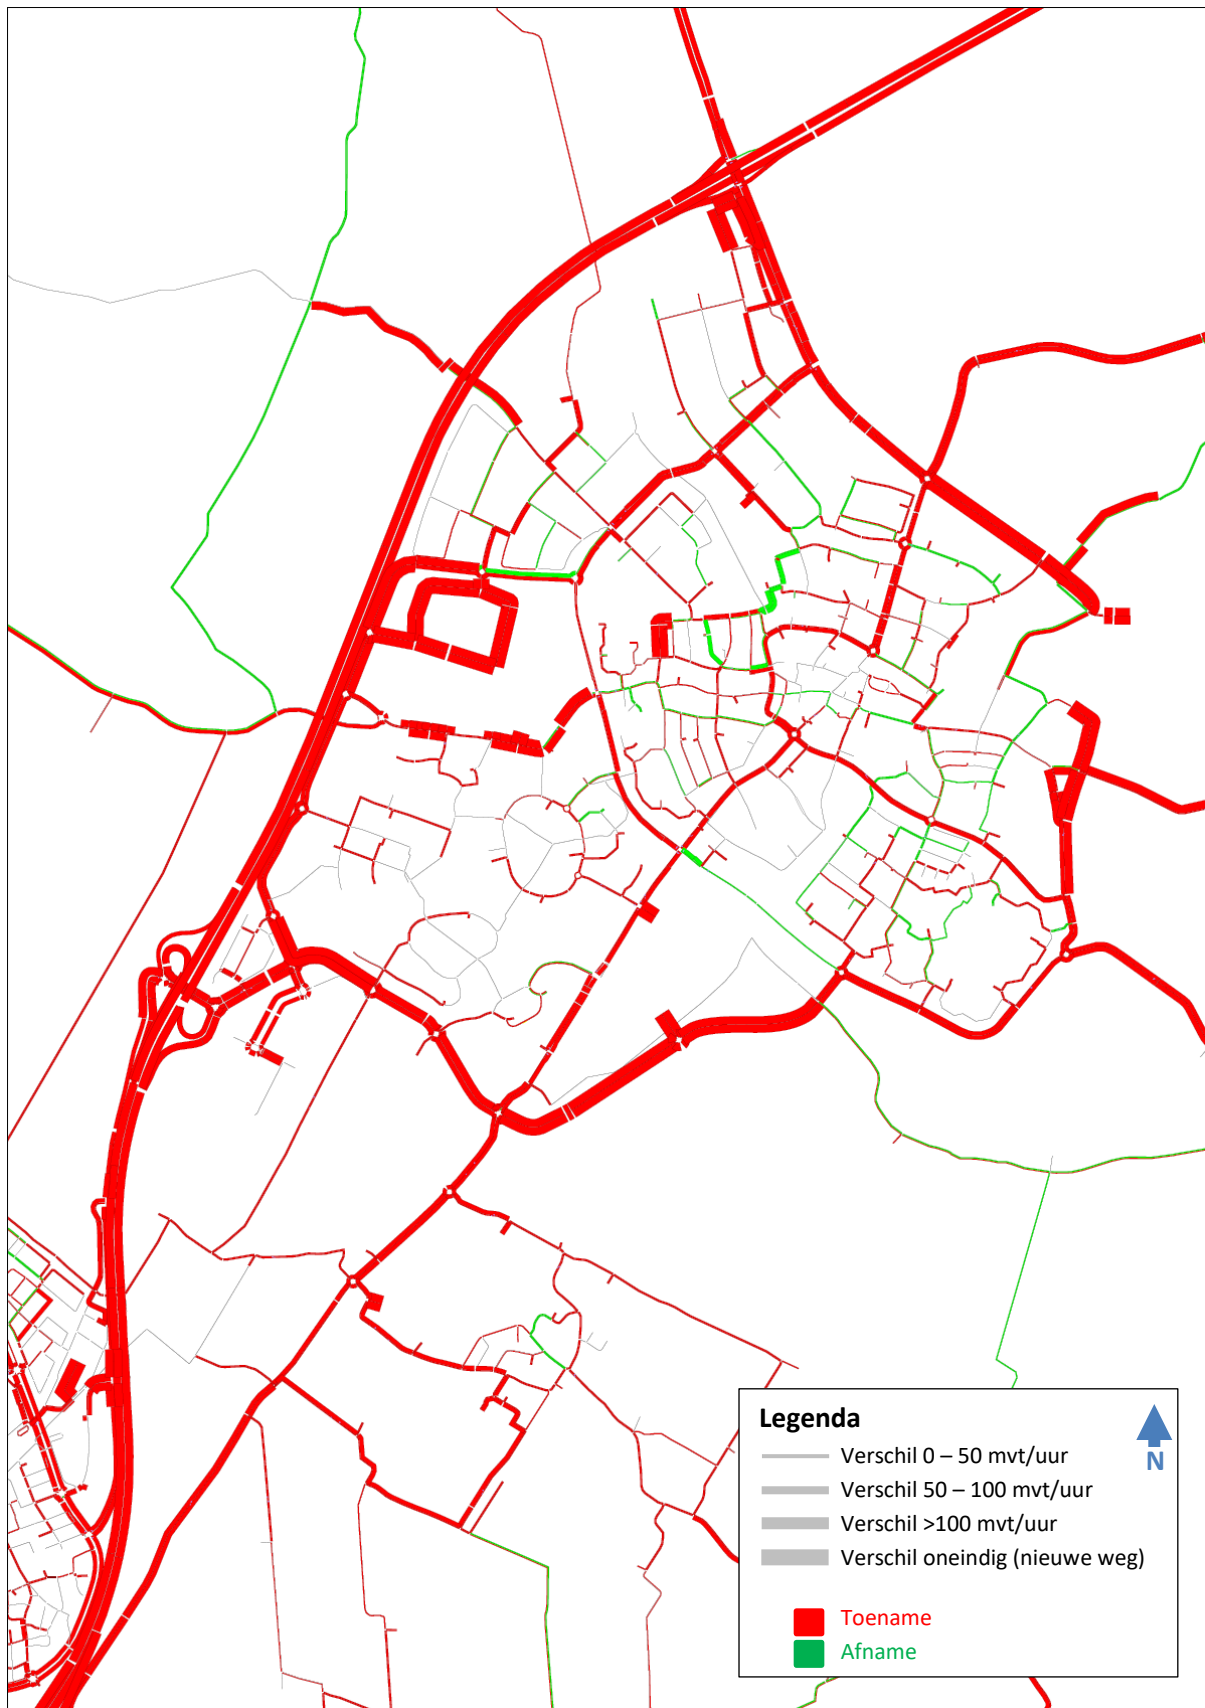 Legenda
Verschil 0 – 50 mvt/uur
N
Verschil 50 – 100 mvt/uur
Verschil >100 mvt/uur
Verschil oneindig (nieuwe weg)
Toename
Afname